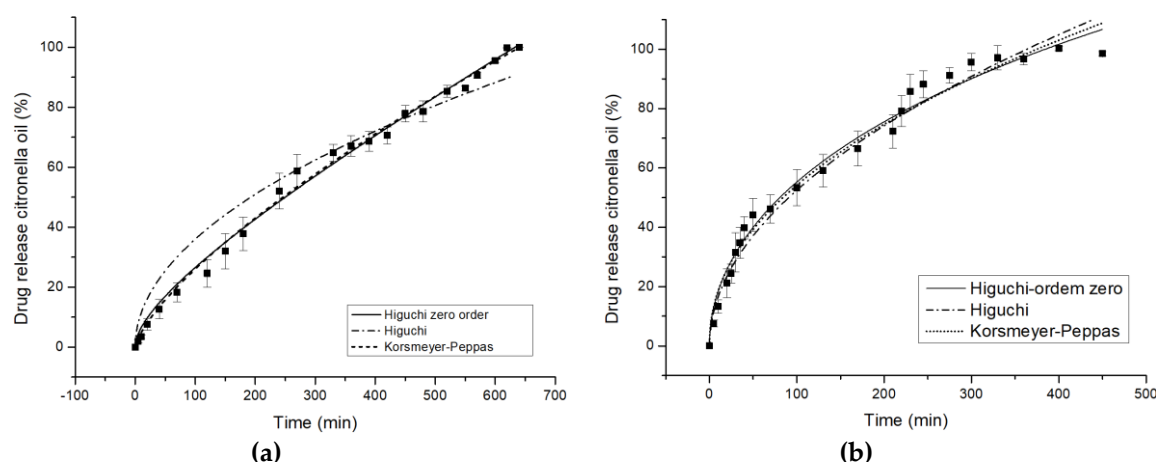 Drug release citronella oil (%)
100
80
60
40
20
0
-100 0 100 200 300 400 500 600 700
Time (min)
Higuchi zero order
Higuchi
Korsmeyer-Peppas
(a)
Drug release citronella oil (%)
100
80
60
40
20
0
0 100 200 300 400 500
Time (min)
Higuchi-ordem zero
Higuchi
Korsmeyer-Peppas
(b)